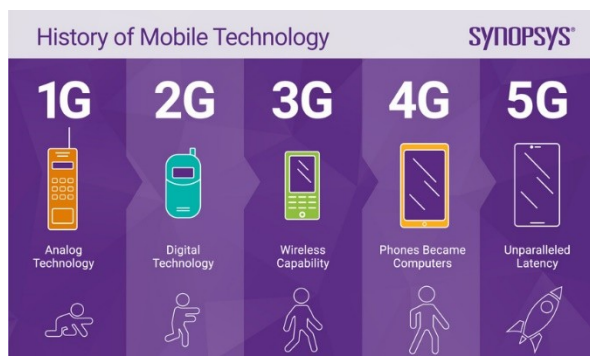 History of Mobile Technology
SYNOPSYS®
1G
2G
3G
4G
5G
Analog
Technology
Digital
Technology
Wireless
Capability
Phones Became
Computers
Unparalleled
Latency